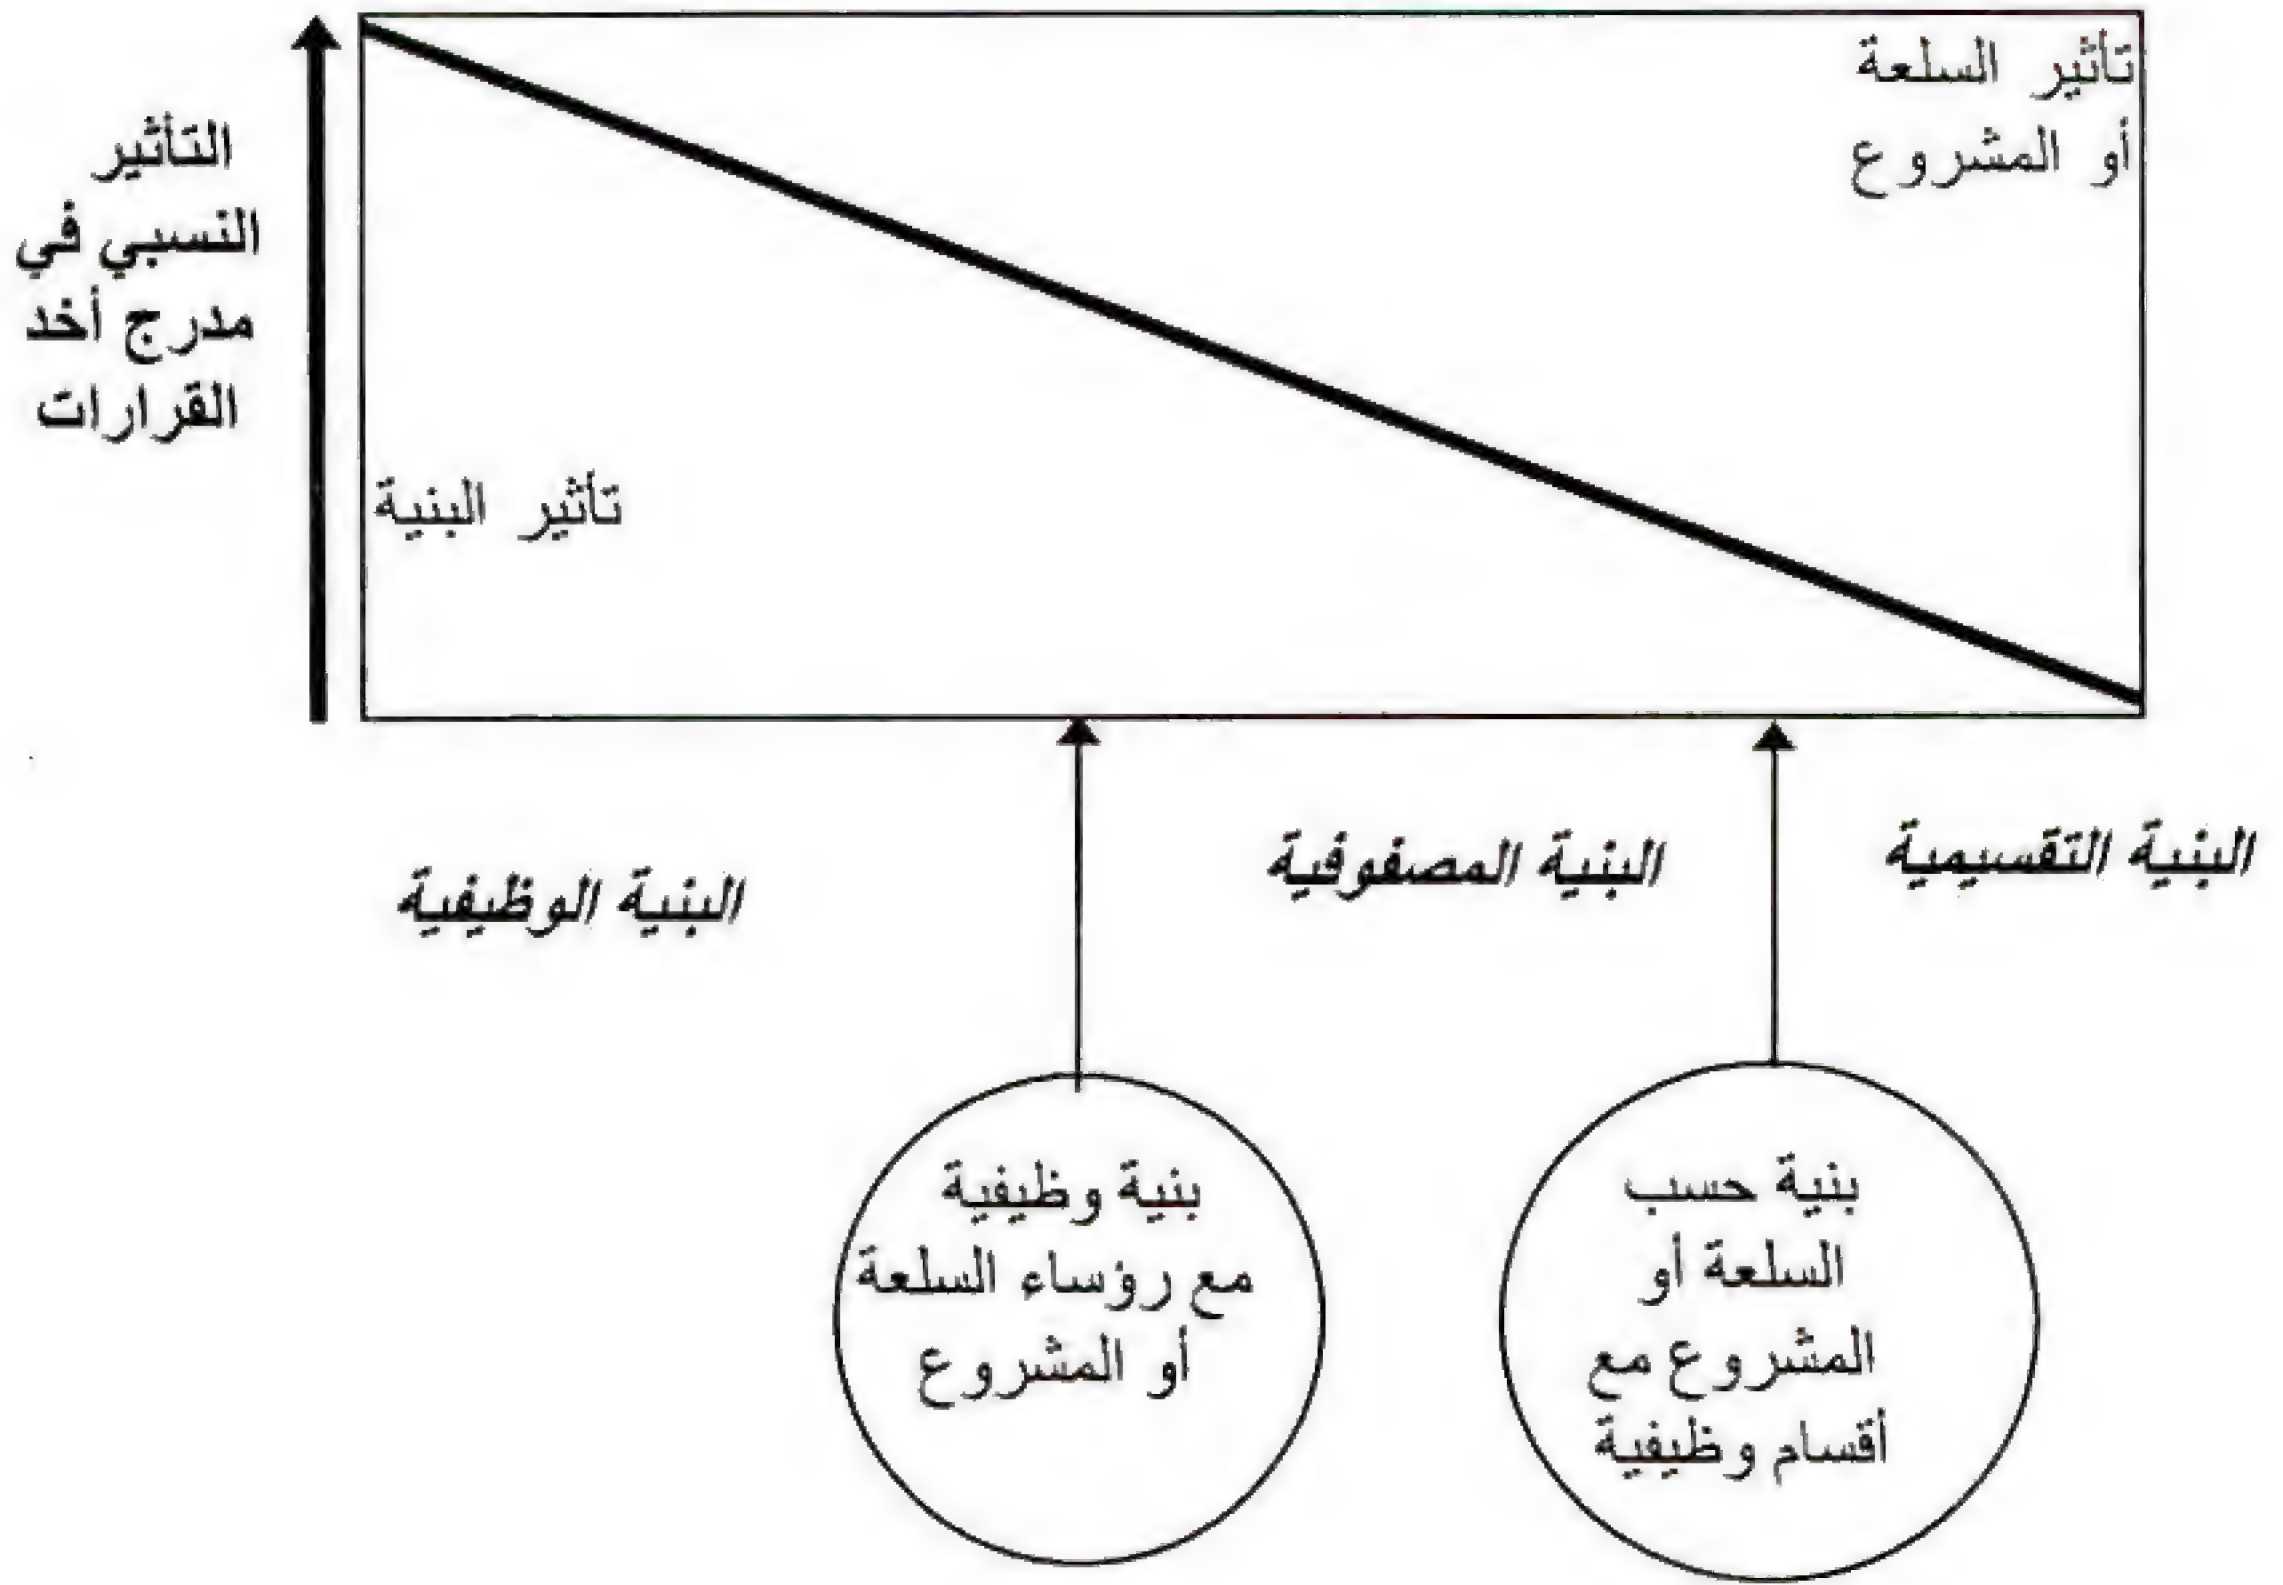 تأثير السلعة
أو المشروع
التأثير
النسبي في
مدرج أخد
القرارات
تأثير البنية
البنية التقسيمية
البنية المصفوفية
البنية الوظيفية
بنية حسب
السلعة أو
المشروع مع
أقسام وظيفية
بنية وظيفية
مع رؤساء السلعة
أو المشروع